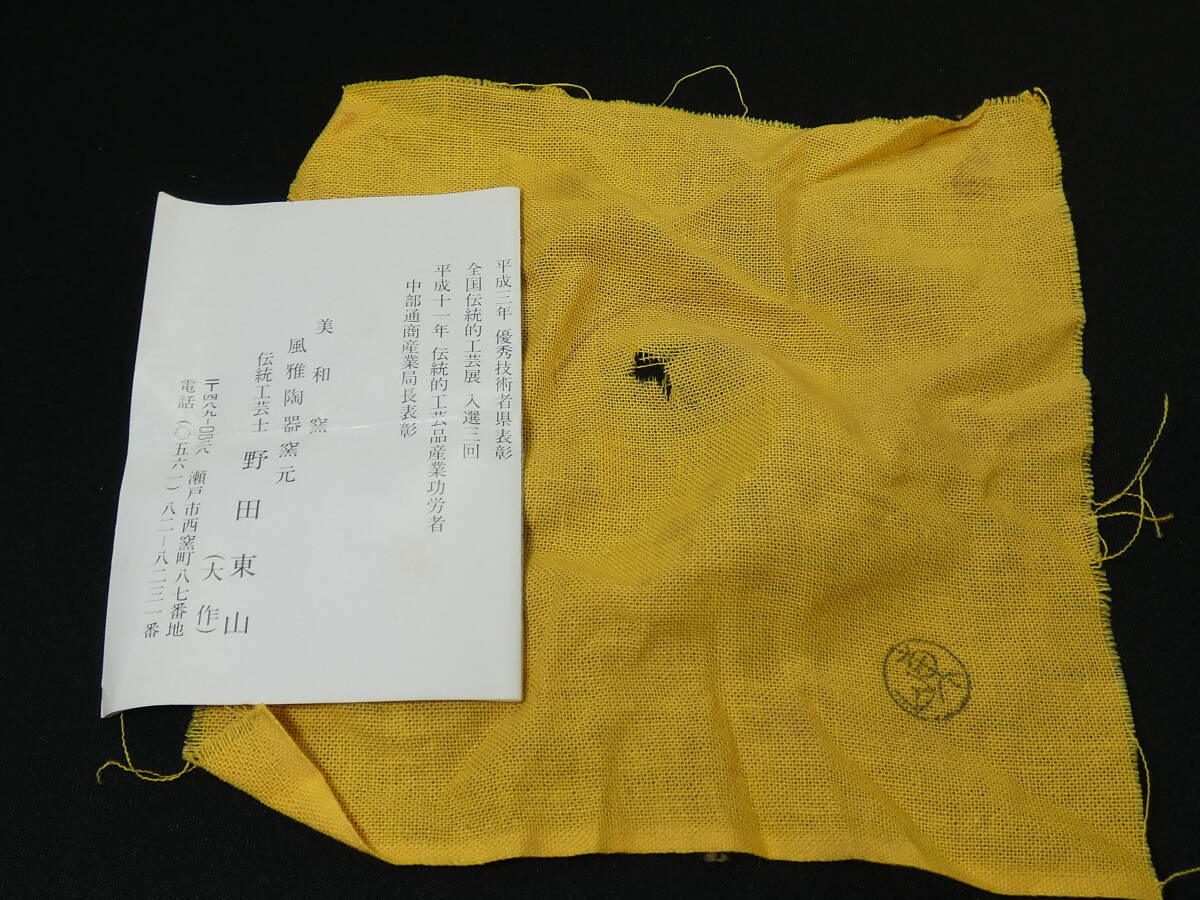 平成三年 優秀技術者県表彰
全国伝統的工芸展 入選三回
平成十一年 伝統的工芸品産業功労者
中部通商産業局長表彰
美和窯
風雅陶器窯元
伝統工芸士 野田東山
(大作)
〒四八九-〇五六 瀬戸市西窯町八七番地
電話(〇五六一)八二-八二三一番